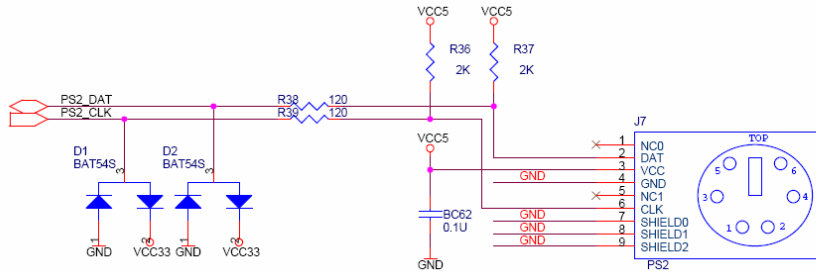 VCC5 VCC5
R36 R37
2K 2K
PS2_DAT R38 120
PS2_CLK R39 120
J7
D1 D2
BAT54S BAT54S
3 3
VCC5
1 NC0 TOP
2 DAT 5 6
3 VCC
GND 4 GND 3 4
5 NC1
6 CLK
GND 7 SHIELD0 1 2
GND 8 SHIELD1
GND 9 SHIELD2
BC62
0.1U
1 2 1 2
GND VCC33 GND VCC33
GND
PS2